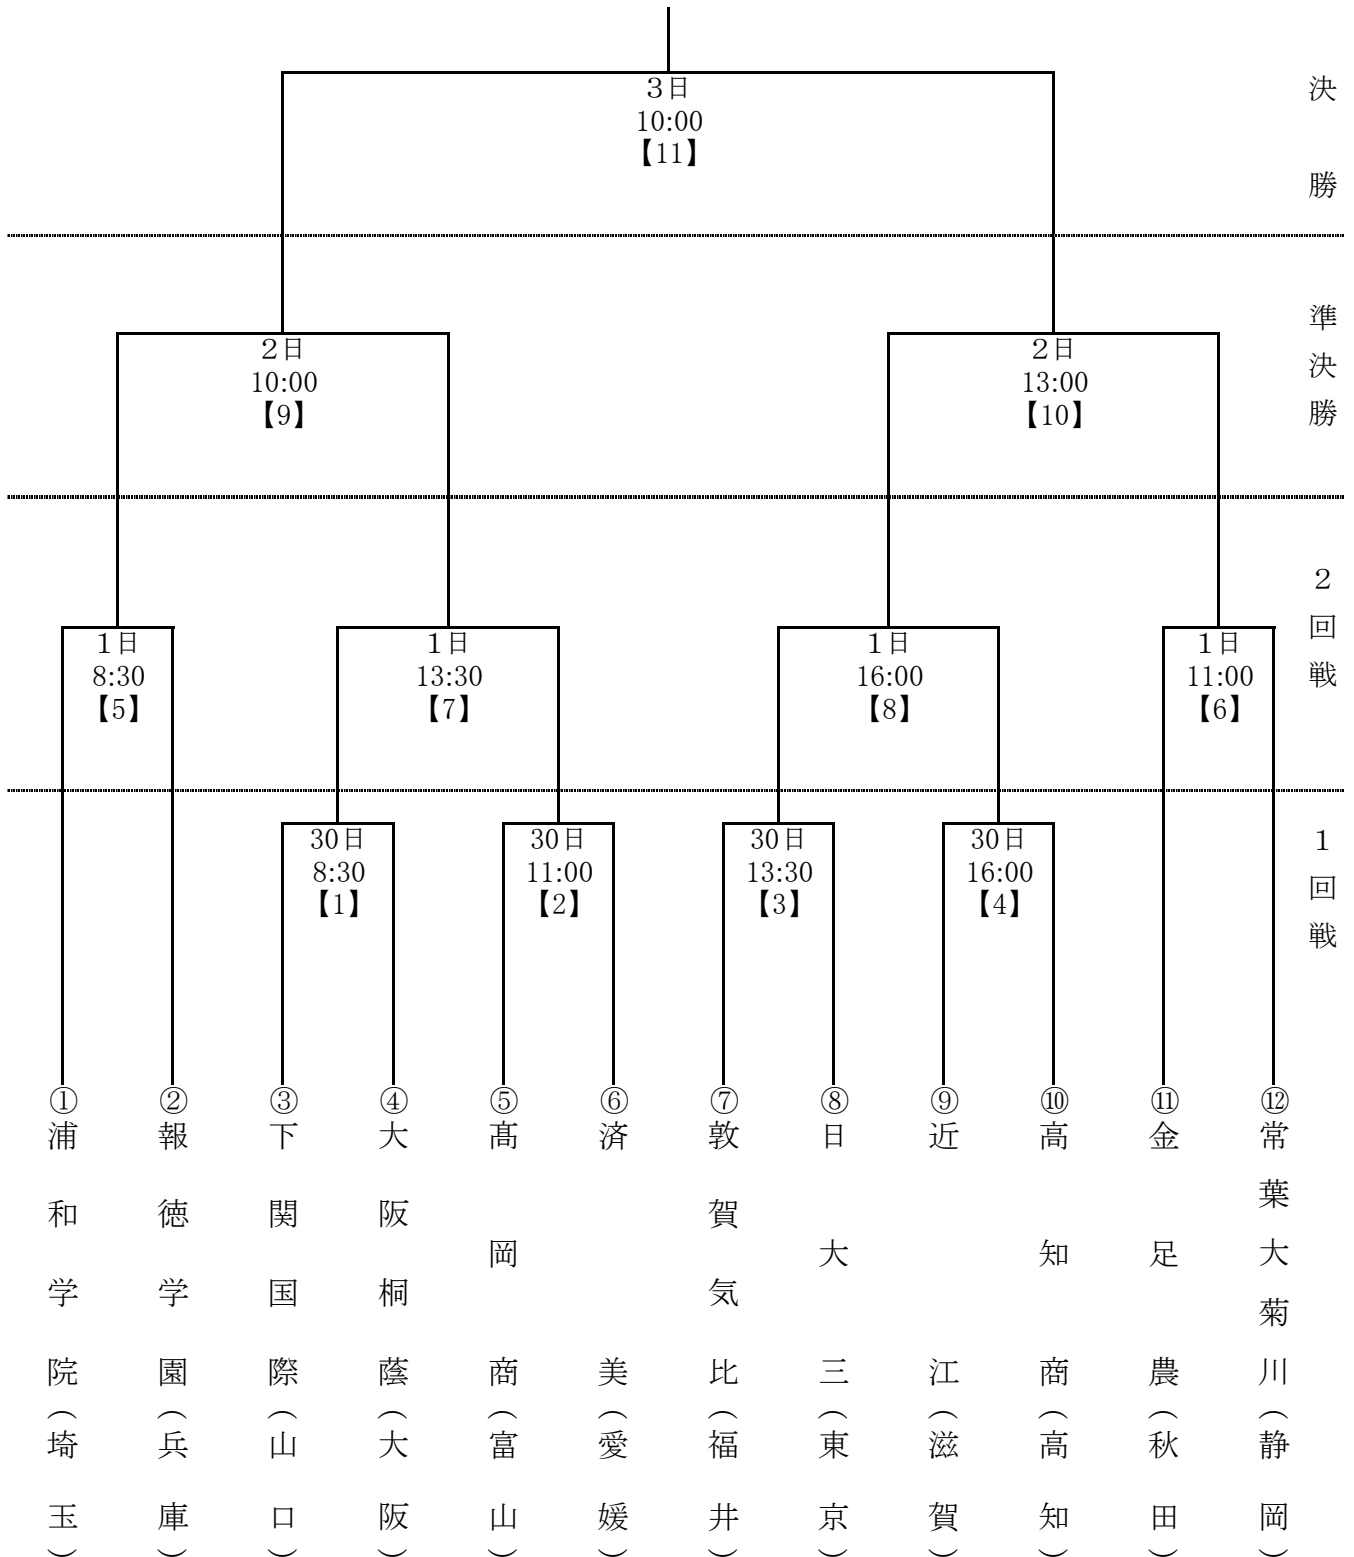 決勝
3日
10:00
【11】
準決勝
2日
10:00
【9】
2日
13:00
【10】
2回戦
1日
8:30
【5】
1日
13:30
【7】
1日
16:00
【8】
1日
11:00
【6】
1回戦
30日
8:30
【1】
30日
11:00
【2】
30日
13:30
【3】
30日
16:00
【4】
①浦和学院(埼玉)
②報徳学園(兵庫)
③下関国際(山口)
④大阪桐蔭(大阪)
⑤髙岡商(富山)
⑥済美(愛媛)
⑦敦賀気比(福井)
⑧日大三(東京)
⑨近江(滋賀)
⑩高知商(高知)
⑪金足農(秋田)
⑫常葉大菊川(静岡)